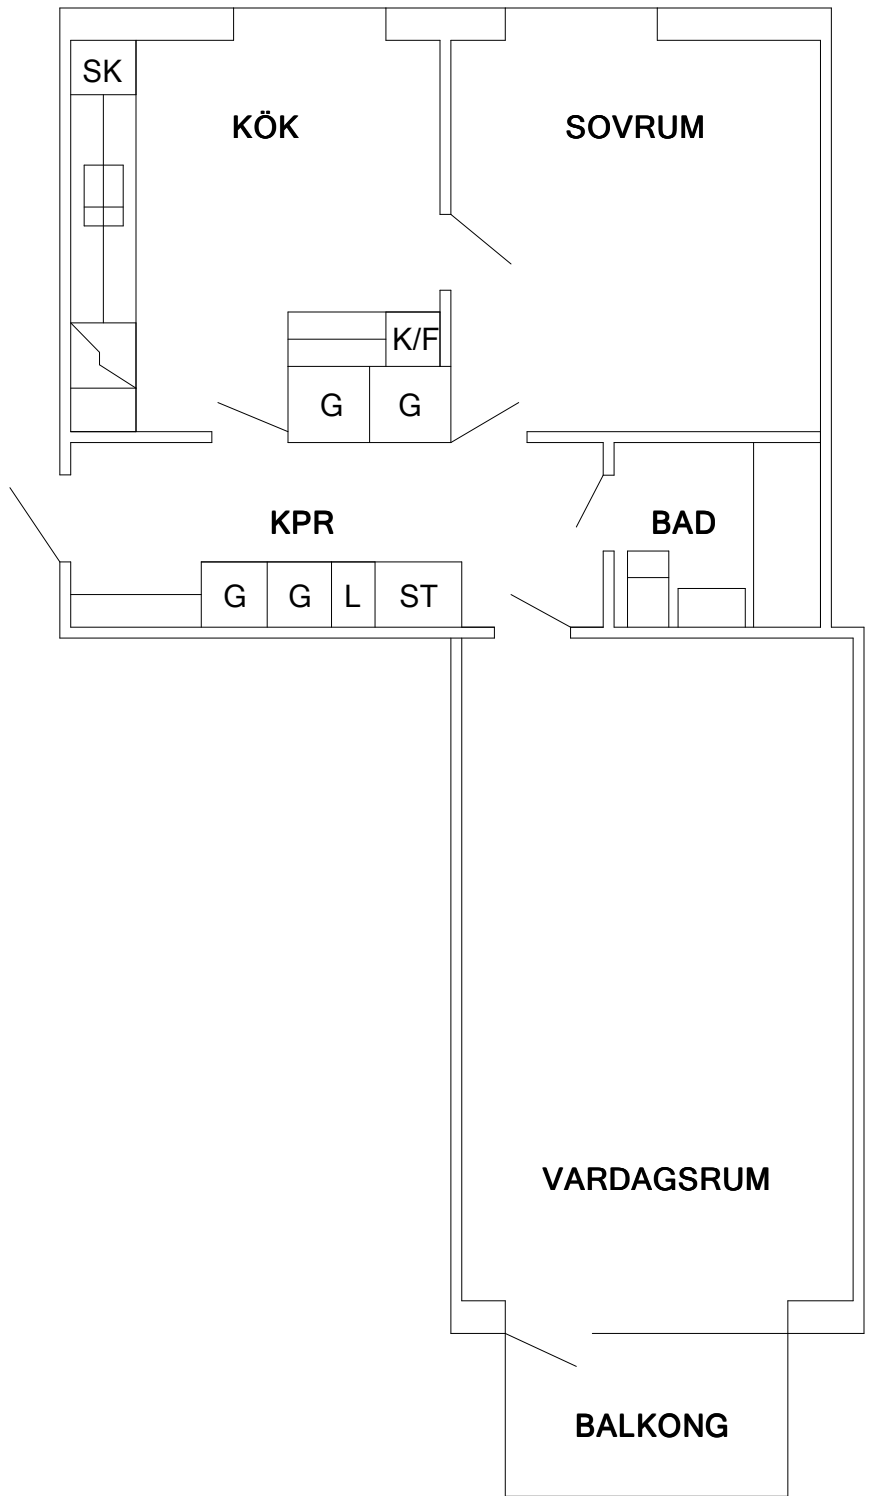 SK
KÖK
SOVRUM
K/F
G G
KPR
BAD
G G L ST
VARDAGSRUM
BALKONG